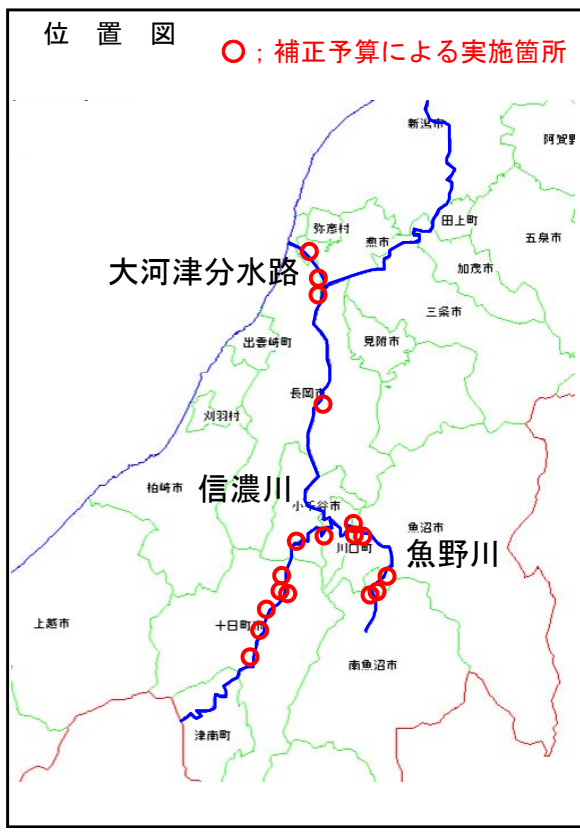 位置図
○；補正予算による実施箇所
新潟市
阿賀野
田上町
弥彦村
燕市
五泉市
大河津分水路
加茂市
三条市
出雲崎町
見附市
長岡市
刈羽村
柏崎市
信濃川
小千谷市
魚沼市
川口町
魚野川
上越市
十日町市
南魚沼市
津南町